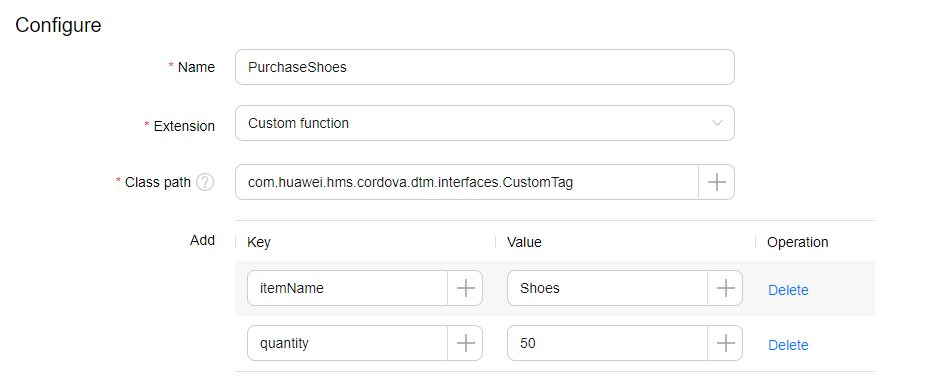 Configure
* Name PurchaseShoes
* Extension Custom function
* Class path ? com.huawei.hms.cordova.dtm.interfaces.CustomTag
Add Key Value Operation
itemName Shoes Delete
quantity 50 Delete